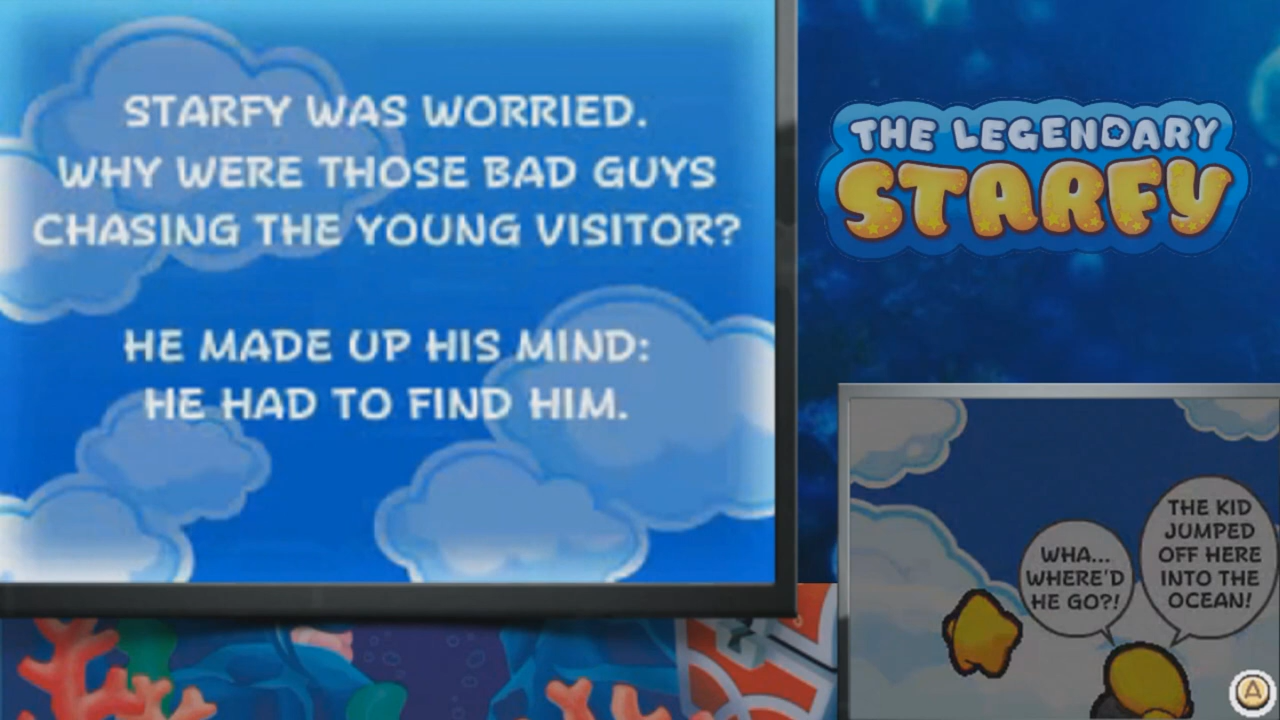 STARFY WAS WORRIED.
WHY WERE THOSE BAD GUYS
CHASING THE YOUNG VISITOR?
HE MADE UP HIS MIND:
HE HAD TO FIND HIM.
THE LEGENDARY
STARFY
WHA...
WHERE'D
HE GO?!
THE KID
JUMPED
OFF HERE
INTO THE
OCEAN!
A